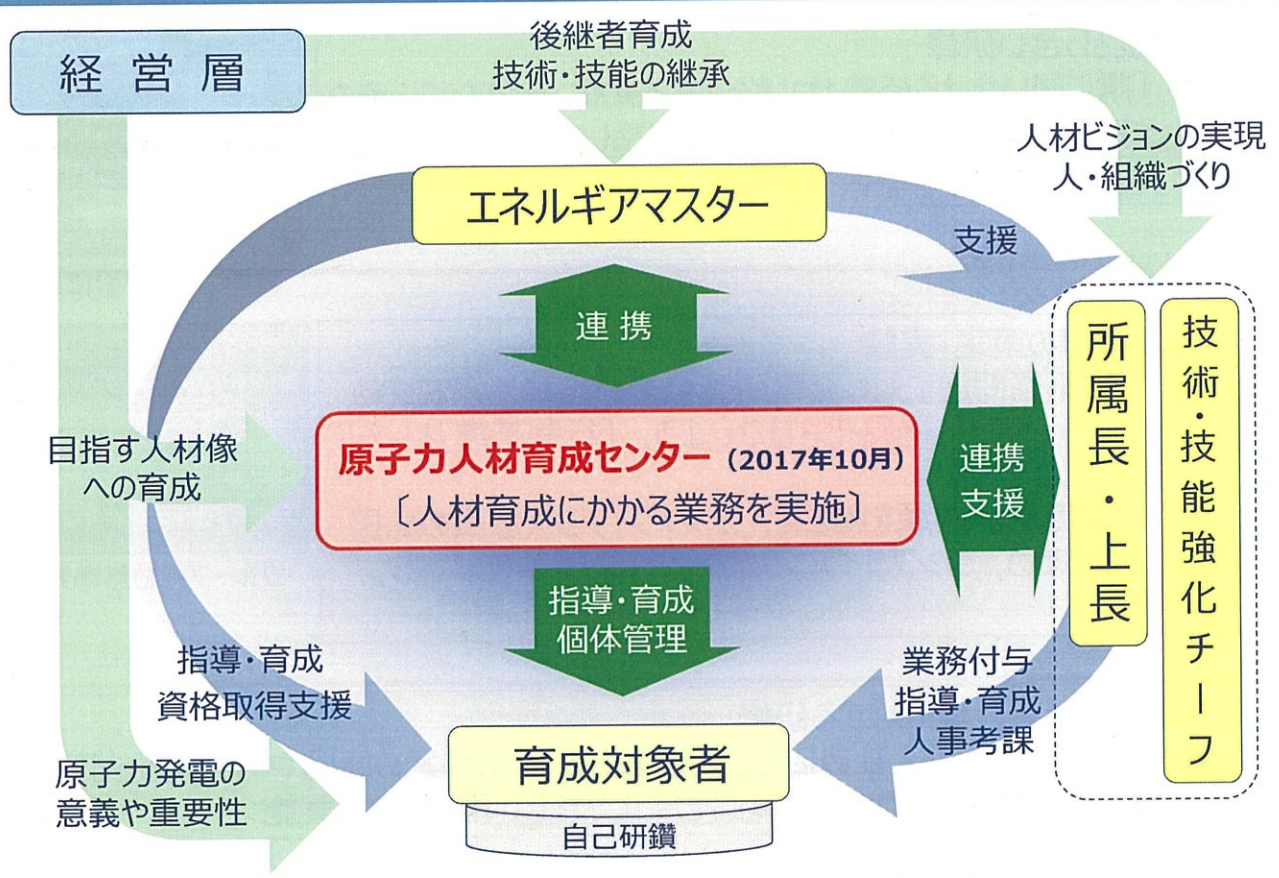 経営層
後継者育成
技術・技能の継承
人材ビジョンの実現
人・組織づくり
エネルギアマスター
支援
連携
所属長・上長
技術・技能強化チーフ
目指す人材像
への育成
原子力人材育成センター（2017年10月）
〔人材育成にかかる業務を実施〕
連携
支援
指導・育成
個体管理
指導・育成
資格取得支援
業務付与
指導・育成
人事考課
原子力発電の
意義や重要性
育成対象者
自己研鑽